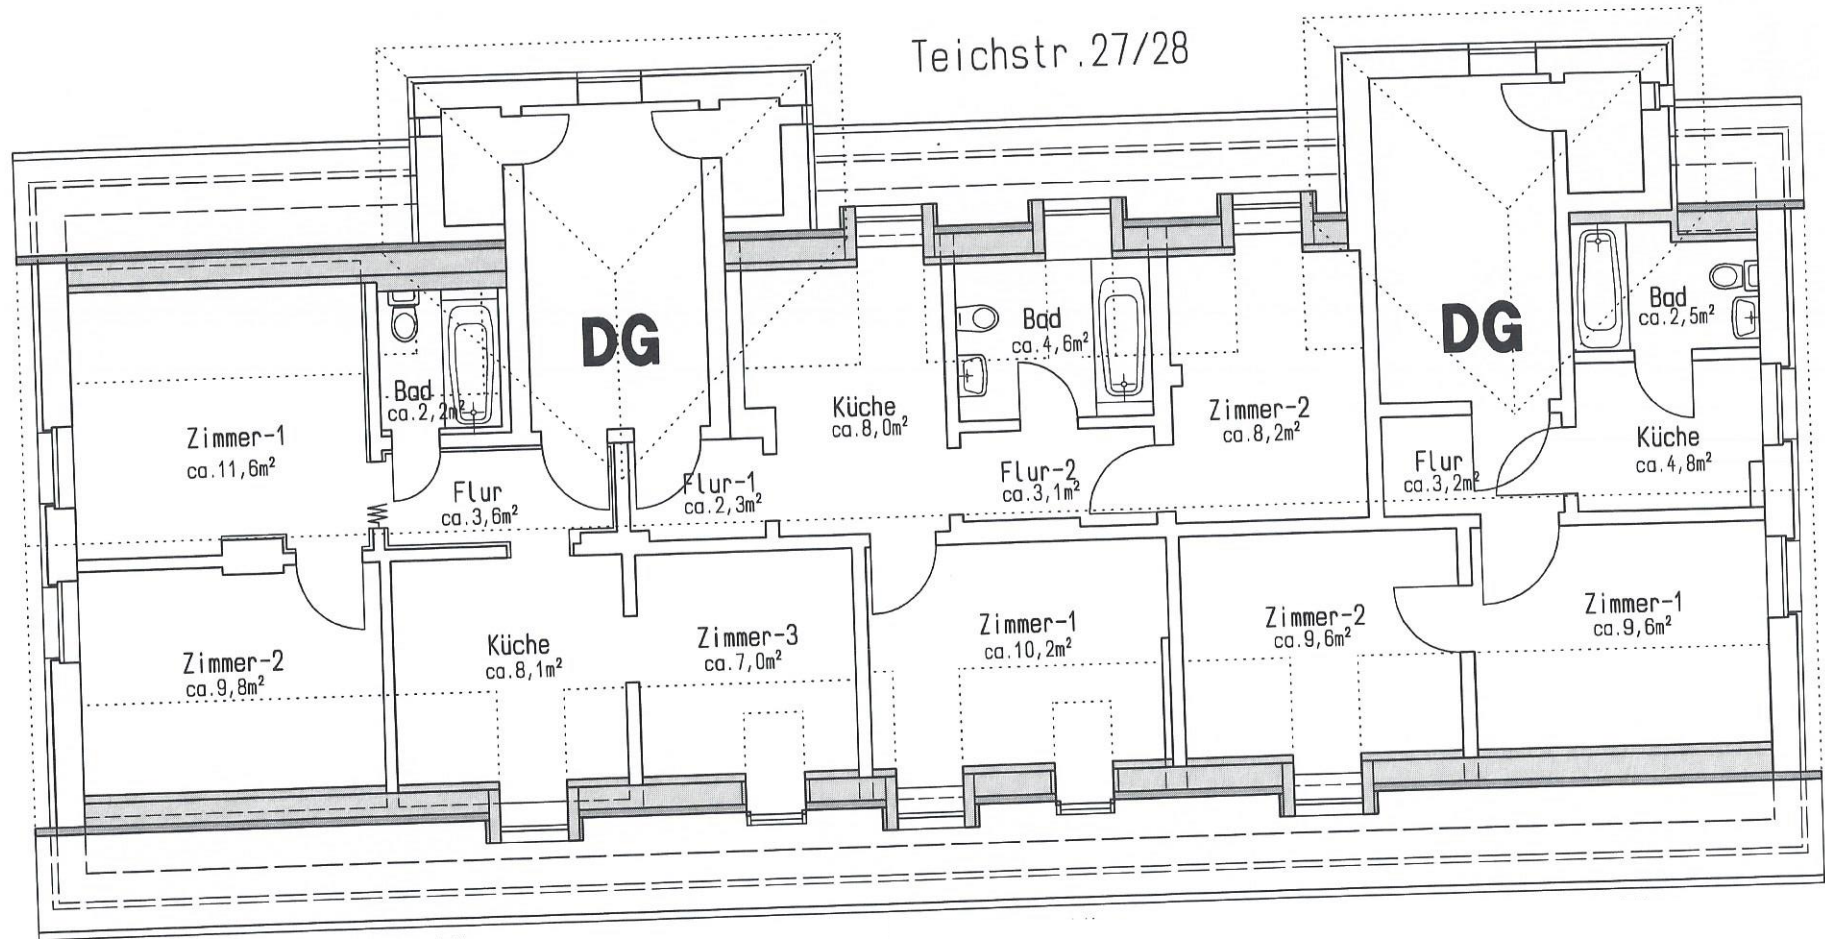 Teichstr.27/28
DG
DG
Bad
ca.2,5m²
Bad
ca.4,6m²
Bad
ca.2,2m²
Küche
ca.8,0m²
Zimmer-2
ca.8,2m²
Zimmer-1
ca.11,6m²
Küche
ca.4,8m²
Flur
ca.3,6m²
Flur-1
ca.2,3m²
Flur-2
ca.3,1m²
Flur
ca.3,2m²
Zimmer-2
ca.9,8m²
Küche
ca.8,1m²
Zimmer-3
ca.7,0m²
Zimmer-1
ca.10,2m²
Zimmer-2
ca.9,6m²
Zimmer-1
ca.9,6m²